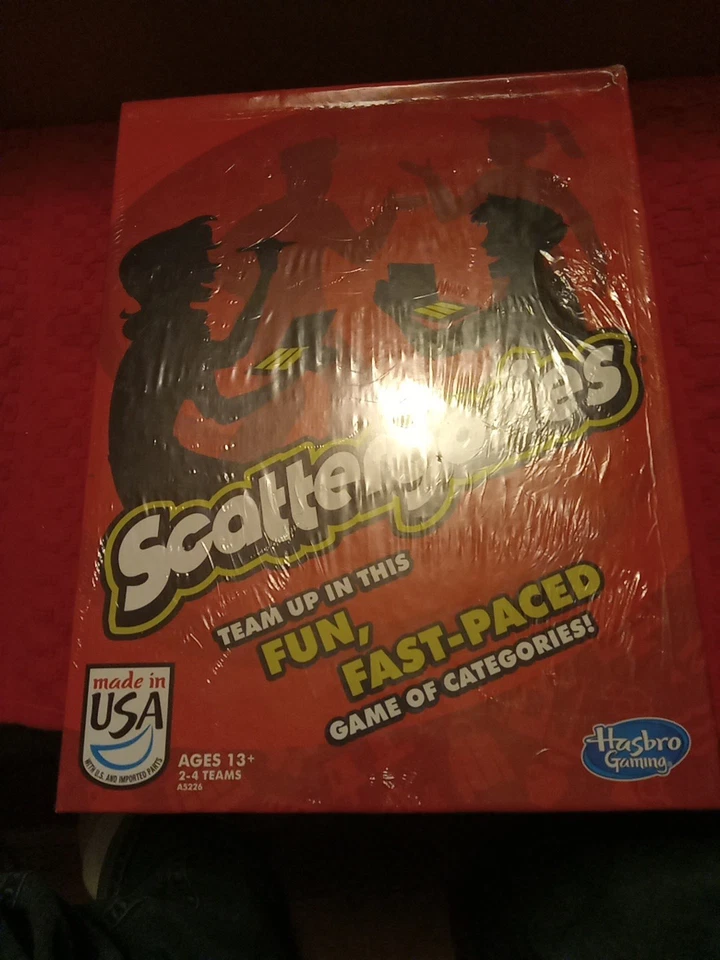 Scattergories
TEAM UP IN THIS
FUN,
FAST-PACED
GAME OF CATEGORIES!
made in
USA
WITH U.S. AND IMPORTED PARTS
AGES 13+
2-4 TEAMS
A5226
Hasbro
Gaming